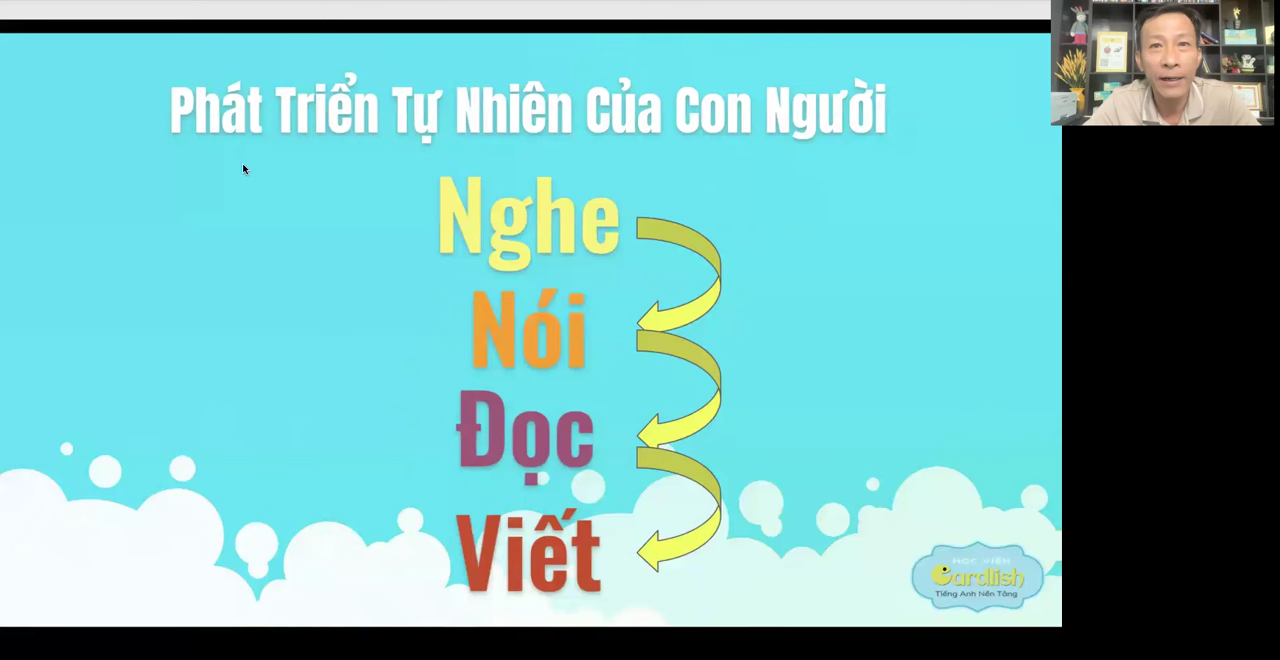 Phát Triển Tự Nhiên Của Con Người
Nghe
Nói
Đọc
Viết
HỌC VIỆN
Cardlish
Tiếng Anh Nền Tảng